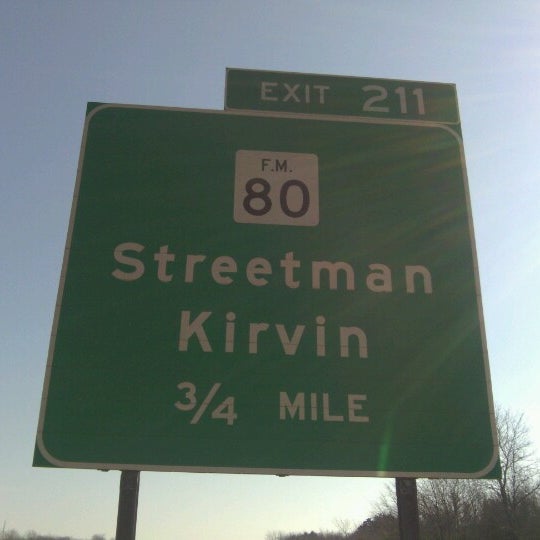 EXIT 211
F.M.
80
Streetman
Kirvin
3/4 MILE